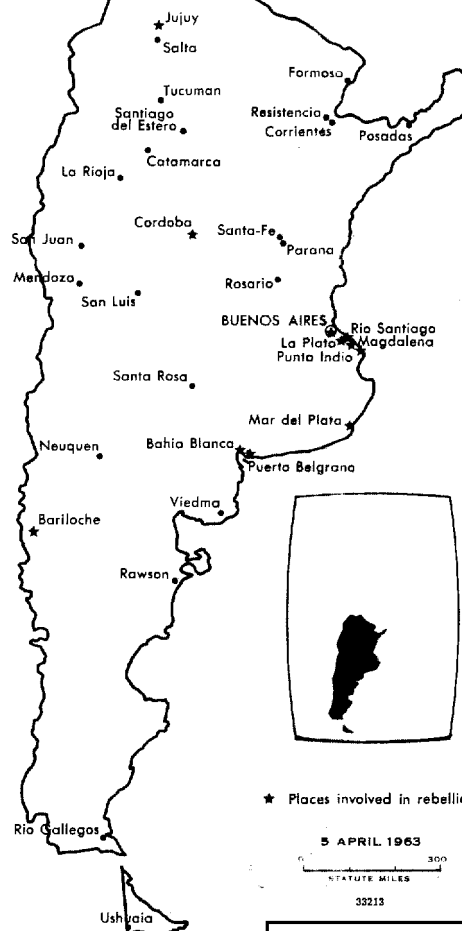 Jujuy
Salta
Formosa
Tucuman
Santiago
del Estero
Resistencia
Corrientes
Posadas
Catamarca
La Rioja
Cordoba
Santa-Fe
Parana
San Juan
Mendoza
San Luis
Rosario
BUENOS AIRES
Rio Santiago
La Plata
Magdalena
Punta Indio
Santa Rosa
Mar del Plata
Neuquen
Bahia Blanca
Puerto Belgrano
Viedma
Bariloche
Rawson
★ Places involved in rebellio
Rio Gallegos
5 APRIL 1963
0 300
STATUTE MILES
33213
Ushuaia